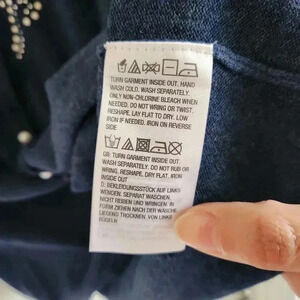 TURN GARMENT INSIDE OUT. HAND
WASH COLD. WASH SEPARATELY.
ONLY NON-CHLORINE BLEACH WHEN
NEEDED. DO NOT WRING OR TWIST.
RESHAPE. LAY FLAT TO DRY. LOW
IRON IF NEEDED. IRON ON REVERSE
SIDE
GB: TURN GARMENT INSIDE OUT.
WASH SEPARATELY. DO NOT RUB OR
WRING. RESHAPE. DRY FLAT. IRON
INSIDE OUT
D: BEKLEIDUNGSSTÜCK AUF LINKS
WENDEN. SEPARAT WASCHEN.
NICHT REIBEN UND WRINGEN. IN
FORM ZIEHEN NACH DER WÄSCHE.
LIEGEND TROCKNEN. VON LINKS
BÜGELN